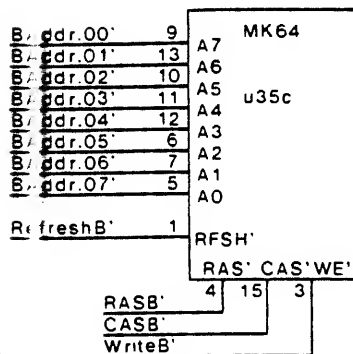 BAddr.00' 9 A7 MK64
BAddr.01' 13 A6
BAddr.02' 10 A5 u35c
BAddr.03' 11 A4
BAddr.04' 12 A3
BAddr.05' 6 A2
BAddr.06' 7 A1
BAddr.07' 5 A0
RefreshB' 1 RFSH'
RAS' CAS' WE'
RASB' 4 15 3
CASB'
WriteB'